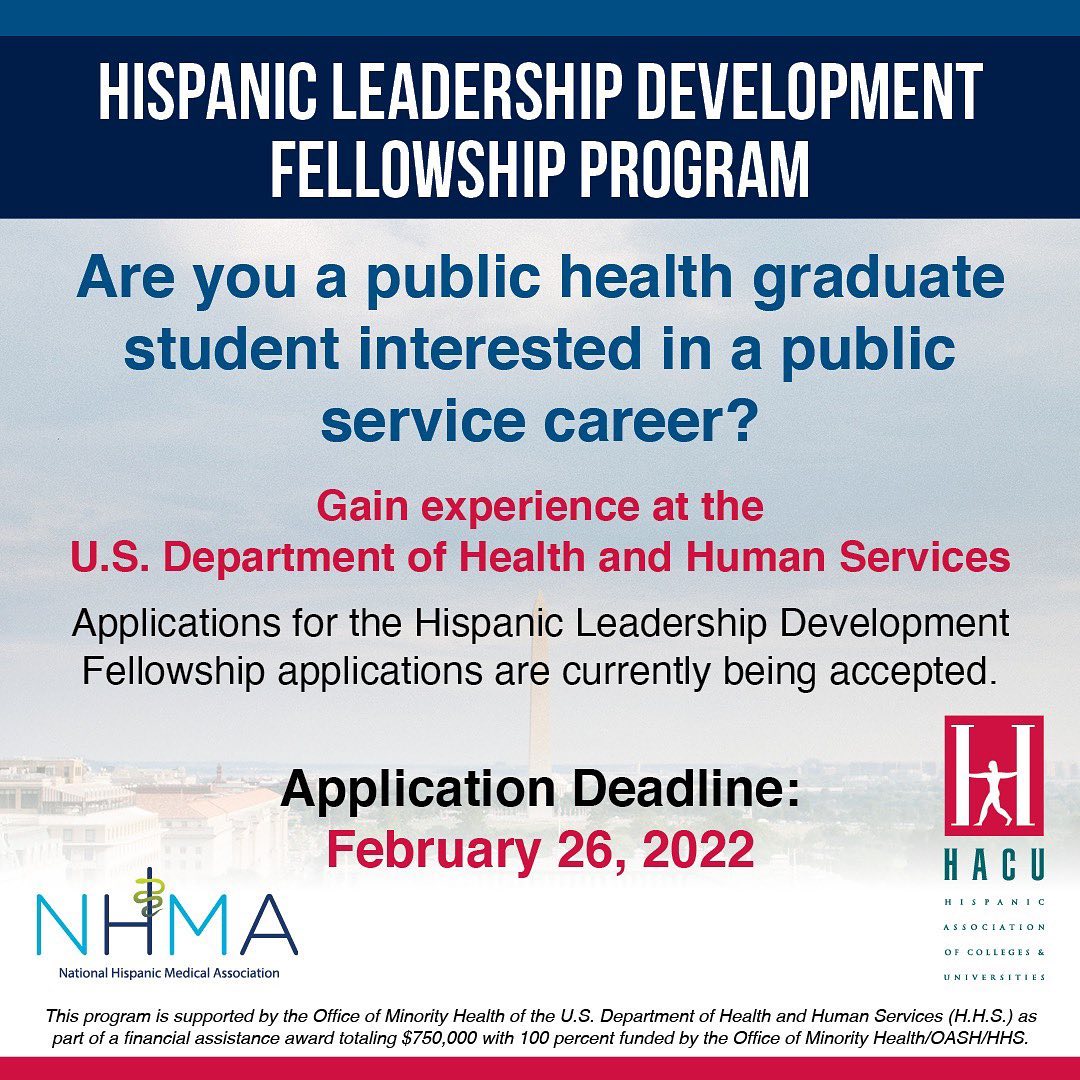 HISPANIC LEADERSHIP DEVELOPMENT
FELLOWSHIP PROGRAM
Are you a public health graduate
student interested in a public
service career?
Gain experience at the
U.S. Department of Health and Human Services
Applications for the Hispanic Leadership Development
Fellowship applications are currently being accepted.
Application Deadline:
February 26, 2022
NHMA
National Hispanic Medical Association
H
HACU
HISPANIC
ASSOCIATION
OF COLLEGES &
UNIVERSITIES
This program is supported by the Office of Minority Health of the U.S. Department of Health and Human Services (H.H.S.) as
part of a financial assistance award totaling $750,000 with 100 percent funded by the Office of Minority Health/OASH/HHS.